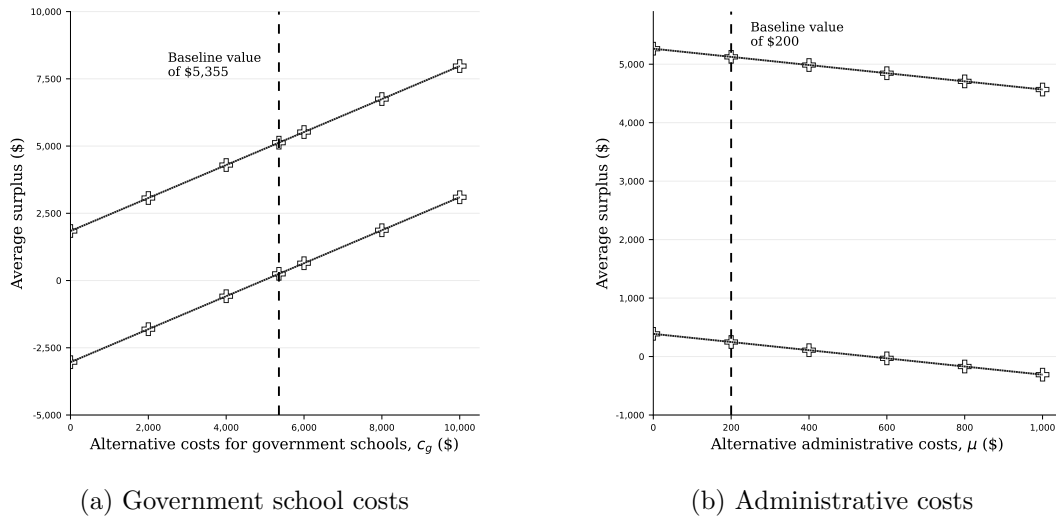 10,000
7,500
5,000
2,500
0
-2,500
-5,000
Average surplus ($)
Baseline value
of $5,355
0
2,000
4,000
6,000
8,000
10,000
Alternative costs for government schools, c_g ($)
(a) Government school costs
5,000
4,000
3,000
2,000
1,000
0
-1,000
Average surplus ($)
Baseline value
of $200
0
200
400
600
800
1,000
Alternative administrative costs, μ ($)
(b) Administrative costs